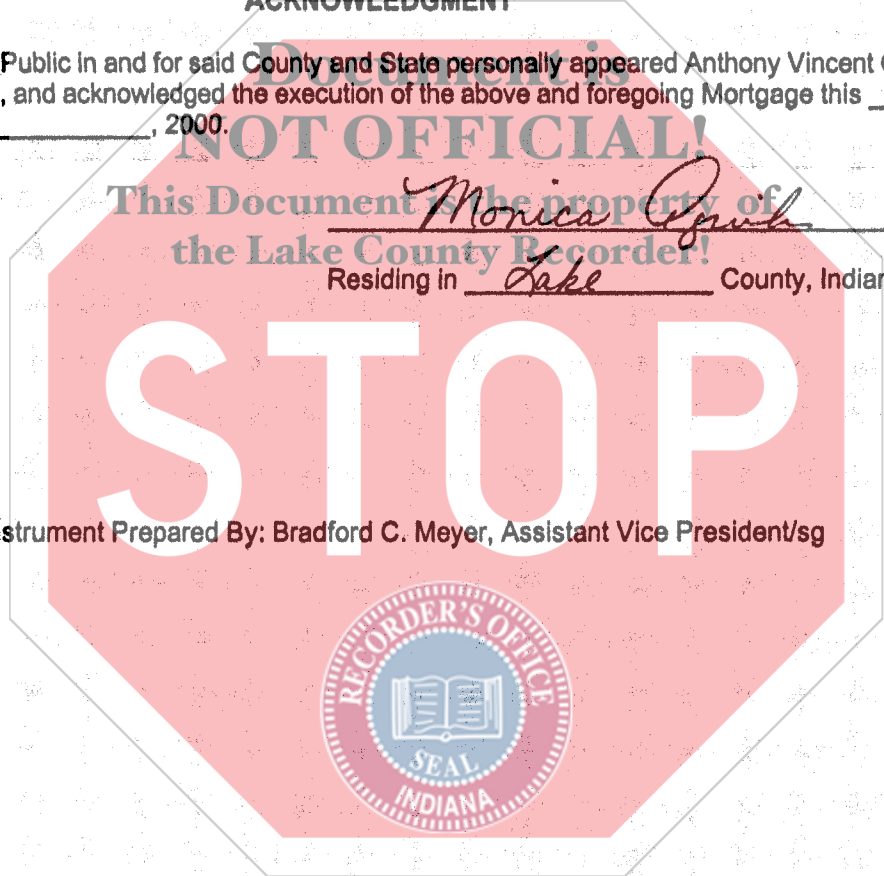 ACKNOWLEDGMENT
Public in and for said County and State personally appeared Anthony Vincent
, and acknowledged the execution of the above and foregoing Mortgage this
, 2000.
Document is
NOT OFFICIAL!
This Document is the property of
the Lake County Recorder!
Monica
Residing in Lake County, Indian
STOP
strument Prepared By: Bradford C. Meyer, Assistant Vice President/sg
RECORDER'S OFFICE
SEAL
INDIANA